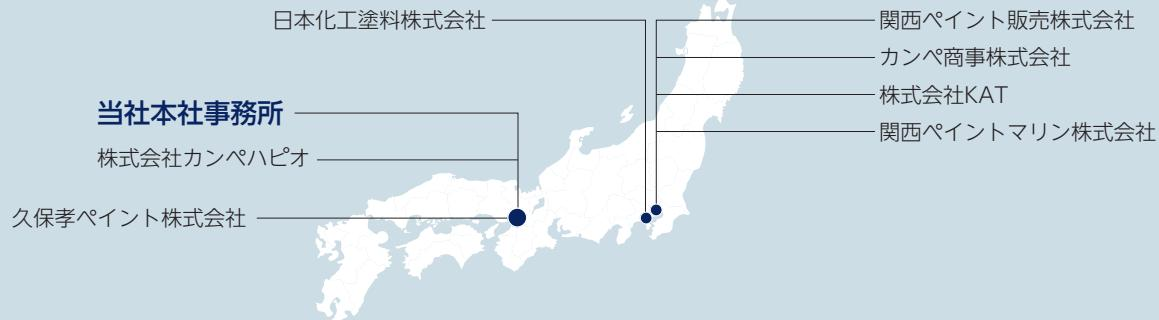 日本化工塗料株式会社
関西ペイント販売株式会社
カンペ商事株式会社
当社本社事務所
株式会社KAT
関西ペイントマリン株式会社
株式会社カンペハピオ
久保孝ペイント株式会社